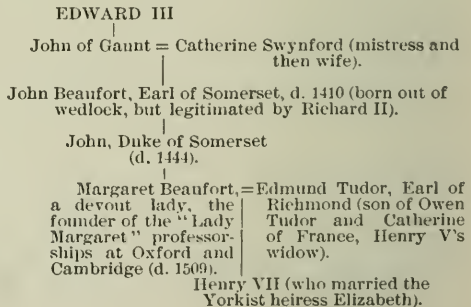 EDWARD III
John of Gaunt = Catherine Swynford (mistress and
then wife).
John Beaufort, Earl of Somerset, d. 1410 (born out of
wedlock, but legitimated by Richard II).
John, Duke of Somerset
(d. 1444).
Margaret Beaufort,
a devout lady, the
founder of the "Lady
Margaret" professor-
ships at Oxford and
Cambridge (d. 1509).
=Edmund Tudor, Earl of
Richmond (son of Owen
Tudor and Catherine
of France, Henry V's
widow).
Henry VII (who married the
Yorkist heiress Elizabeth).